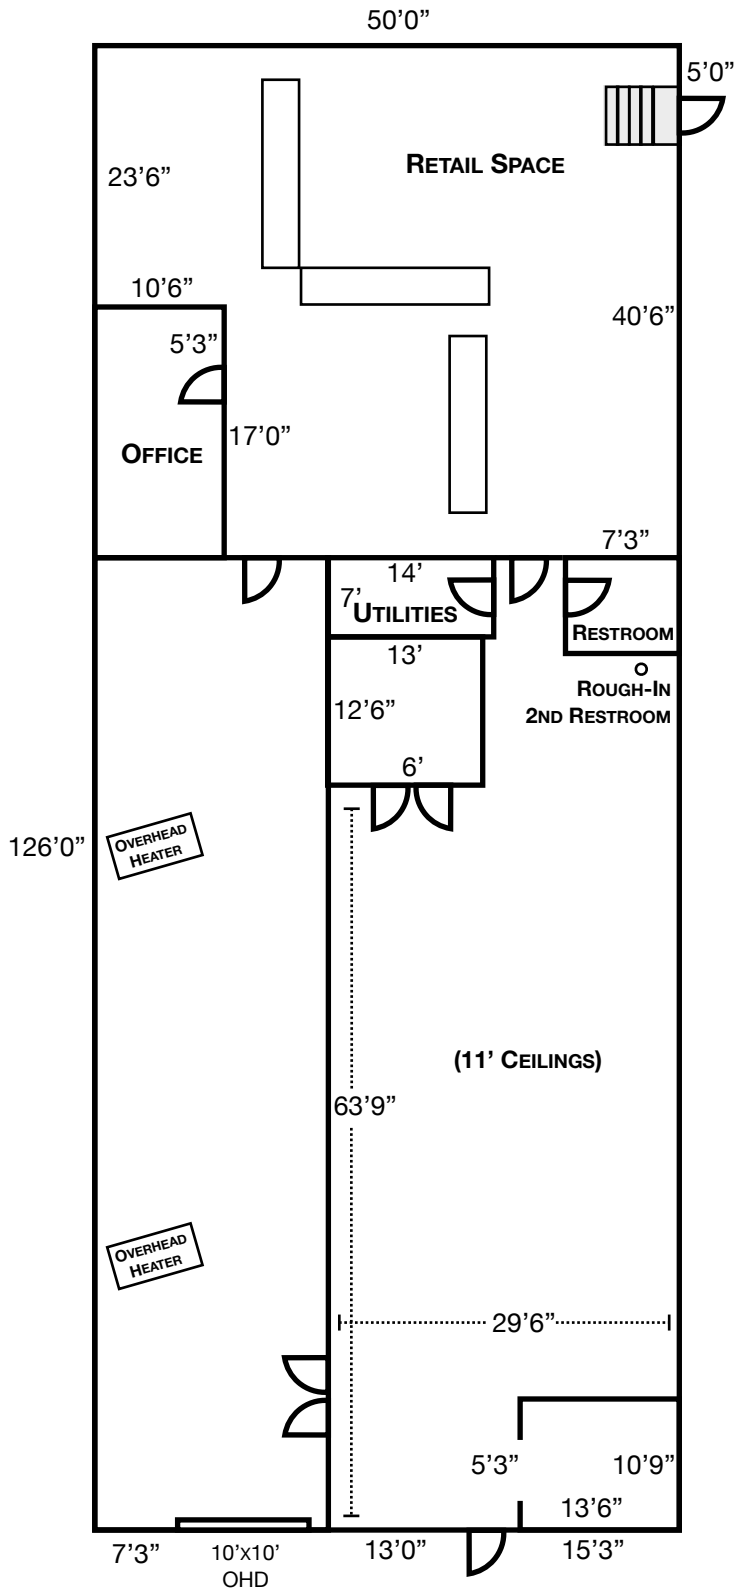 50’0”
5’0”
RETAIL SPACE
23’6”
10’6”
40’6”
5’3”
17’0”
OFFICE
7’3”
14’
7’
UTILITIES
RESTROOM
13’
ROUGH-IN
2ND RESTROOM
12’6”
6’
126’0”
OVERHEAD
HEATER
(11’ CEILINGS)
63’9”
OVERHEAD
HEATER
29’6”
5’3”
10’9”
13’6”
7’3”
10’X10’
OHD
13’0”
15’3”